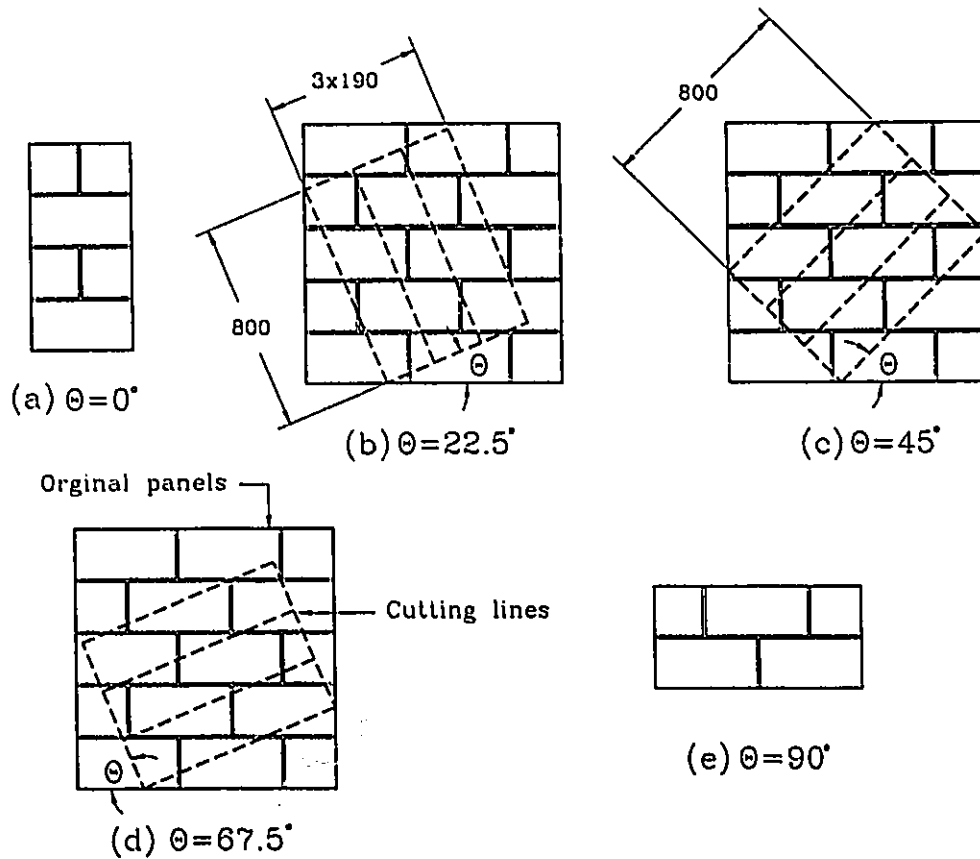 3x190
800
800
Θ
Θ
(a) Θ=0°
(b) Θ=22.5°
(c) Θ=45°
Orginal panels
Cutting lines
Θ
(d) Θ=67.5°
(e) Θ=90°